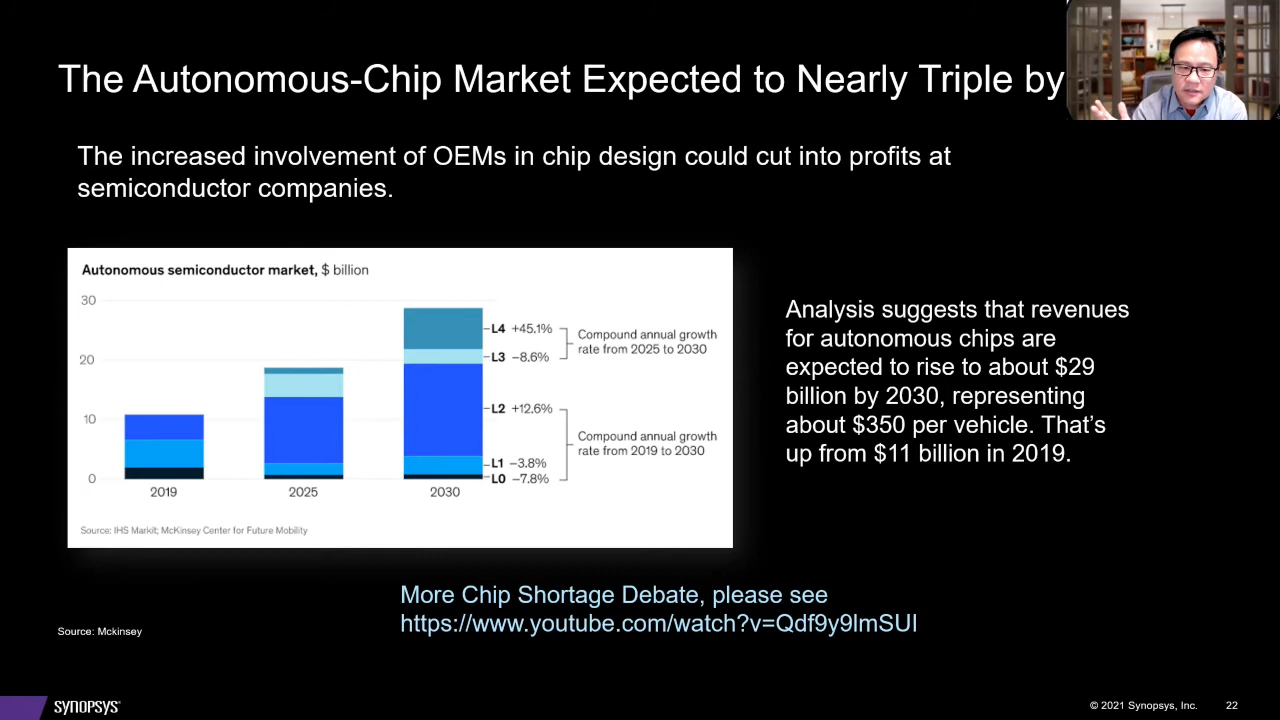 The Autonomous-Chip Market Expected to Nearly Triple by
The increased involvement of OEMs in chip design could cut into profits at
semiconductor companies.
Autonomous semiconductor market, $ billion
30
20
10
0
2019
2025
2030
L4 +45.1%
L3 –8.6%
Compound annual growth
rate from 2025 to 2030
L2 +12.6%
L1 –3.8%
L0 –7.8%
Compound annual growth
rate from 2019 to 2030
Source: IHS Markit; McKinsey Center for Future Mobility
Analysis suggests that revenues
for autonomous chips are
expected to rise to about $29
billion by 2030, representing
about $350 per vehicle. That’s
up from $11 billion in 2019.
More Chip Shortage Debate, please see
https://www.youtube.com/watch?v=Qdf9y9lmSUI
Source: Mckinsey
SYNOPSYS®
© 2021 Synopsys, Inc.
22